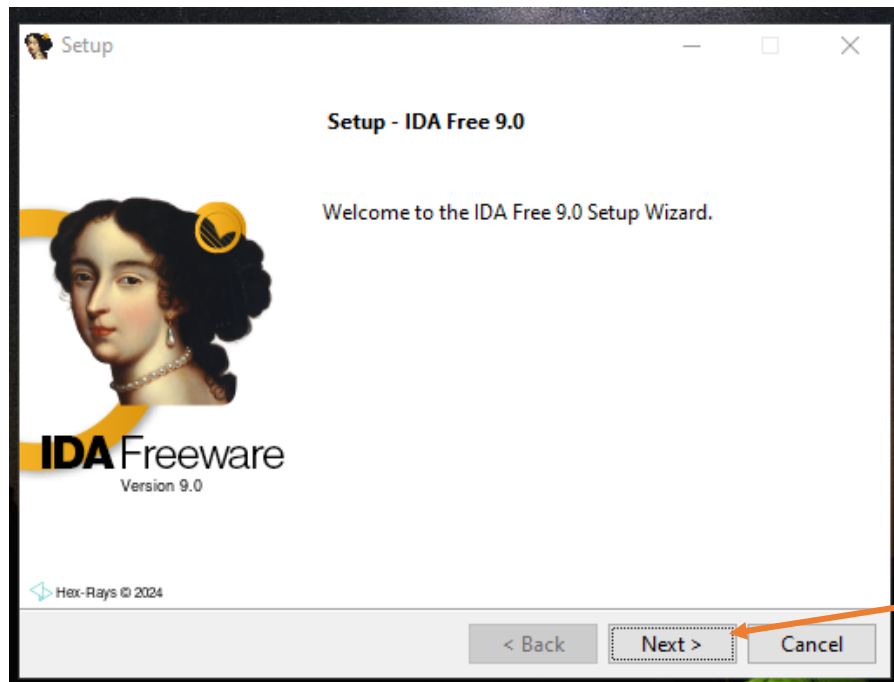 Setup
Setup - IDA Free 9.0
Welcome to the IDA Free 9.0 Setup Wizard.
IDA Freeware
Version 9.0
Hex-Rays © 2024
< Back Next > Cancel